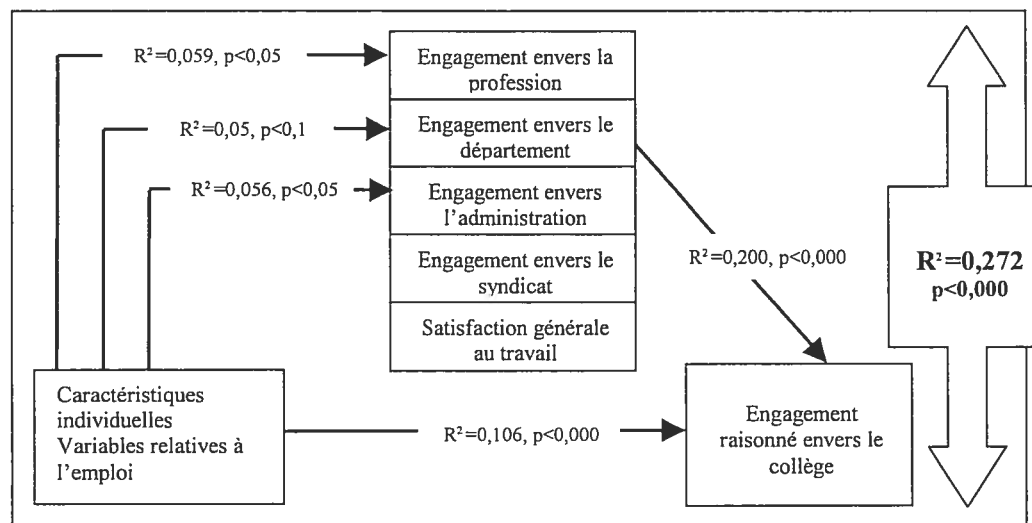 R²=0,059, p<0,05
Engagement envers la
profession
R²=0,05, p<0,1
Engagement envers le
département
R²=0,056, p<0,05
Engagement envers
l'administration
Engagement envers le
syndicat
Satisfaction générale
au travail
R²=0,200, p<0,000
R²=0,272
p<0,000
Caractéristiques
individuelles
Variables relatives à
l'emploi
R²=0,106, p<0,000
Engagement
raisonné envers le
collège